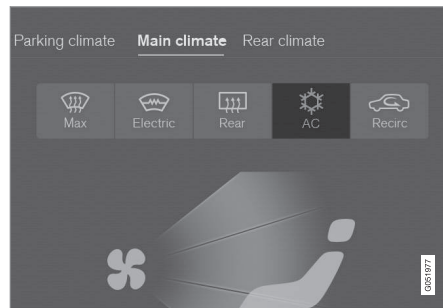 Parking climate Main climate Rear climate
Max Electric Rear AC Recirc
G051977